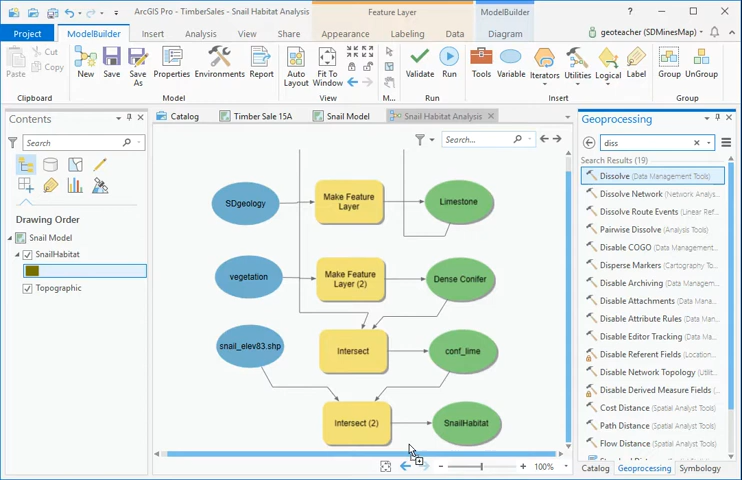 ArcGIS Pro - TimberSales - Snail Habitat Analysis
Feature Layer
ModelBuilder
?
Project
ModelBuilder
Insert
Analysis
View
Share
Appearance
Labeling
Data
Diagram
geoteacher (SDMinesMap)
Paste
Cut
Copy
New
Save
Save As
Properties
Environments
Report
Auto Layout
Fit To Window
M...
Validate
Run
Tools
Variable
Iterators
Utilities
Logical
Label
Group
UnGroup
Clipboard
Model
View
Run
Insert
Group
Contents
Search
Drawing Order
Snail Model
SnailHabitat
Topographic
Catalog
Timber Sale 15A
Snail Model
Snail Habitat Analysis
Search...
SDgeology
Make Feature Layer
Limestone
vegetation
Make Feature Layer (2)
Dense Conifer
snail_elev83.shp
Intersect
conf_lime
Intersect (2)
SnailHabitat
100%
Geoprocessing
diss
Search Results (19)
Dissolve (Data Management Tools)
Dissolve Network (Network Analys
Dissolve Route Events (Linear Ref
Pairwise Dissolve (Analysis Tools)
Disable COGO (Data Management
Disperse Markers (Cartography To
Disable Archiving (Data Managem
Disable Attachments (Data Mana
Disable Attribute Rules (Data Man
Disable Editor Tracking (Data Man
Disable Referent Fields (Location
Disable Network Topology (Utilit
Disable Derived Measure Fields (
Cost Distance (Spatial Analyst Tools)
Path Distance (Spatial Analyst Tools)
Flow Distance (Spatial Analyst Tools
Catalog
Geoprocessing
Symbology